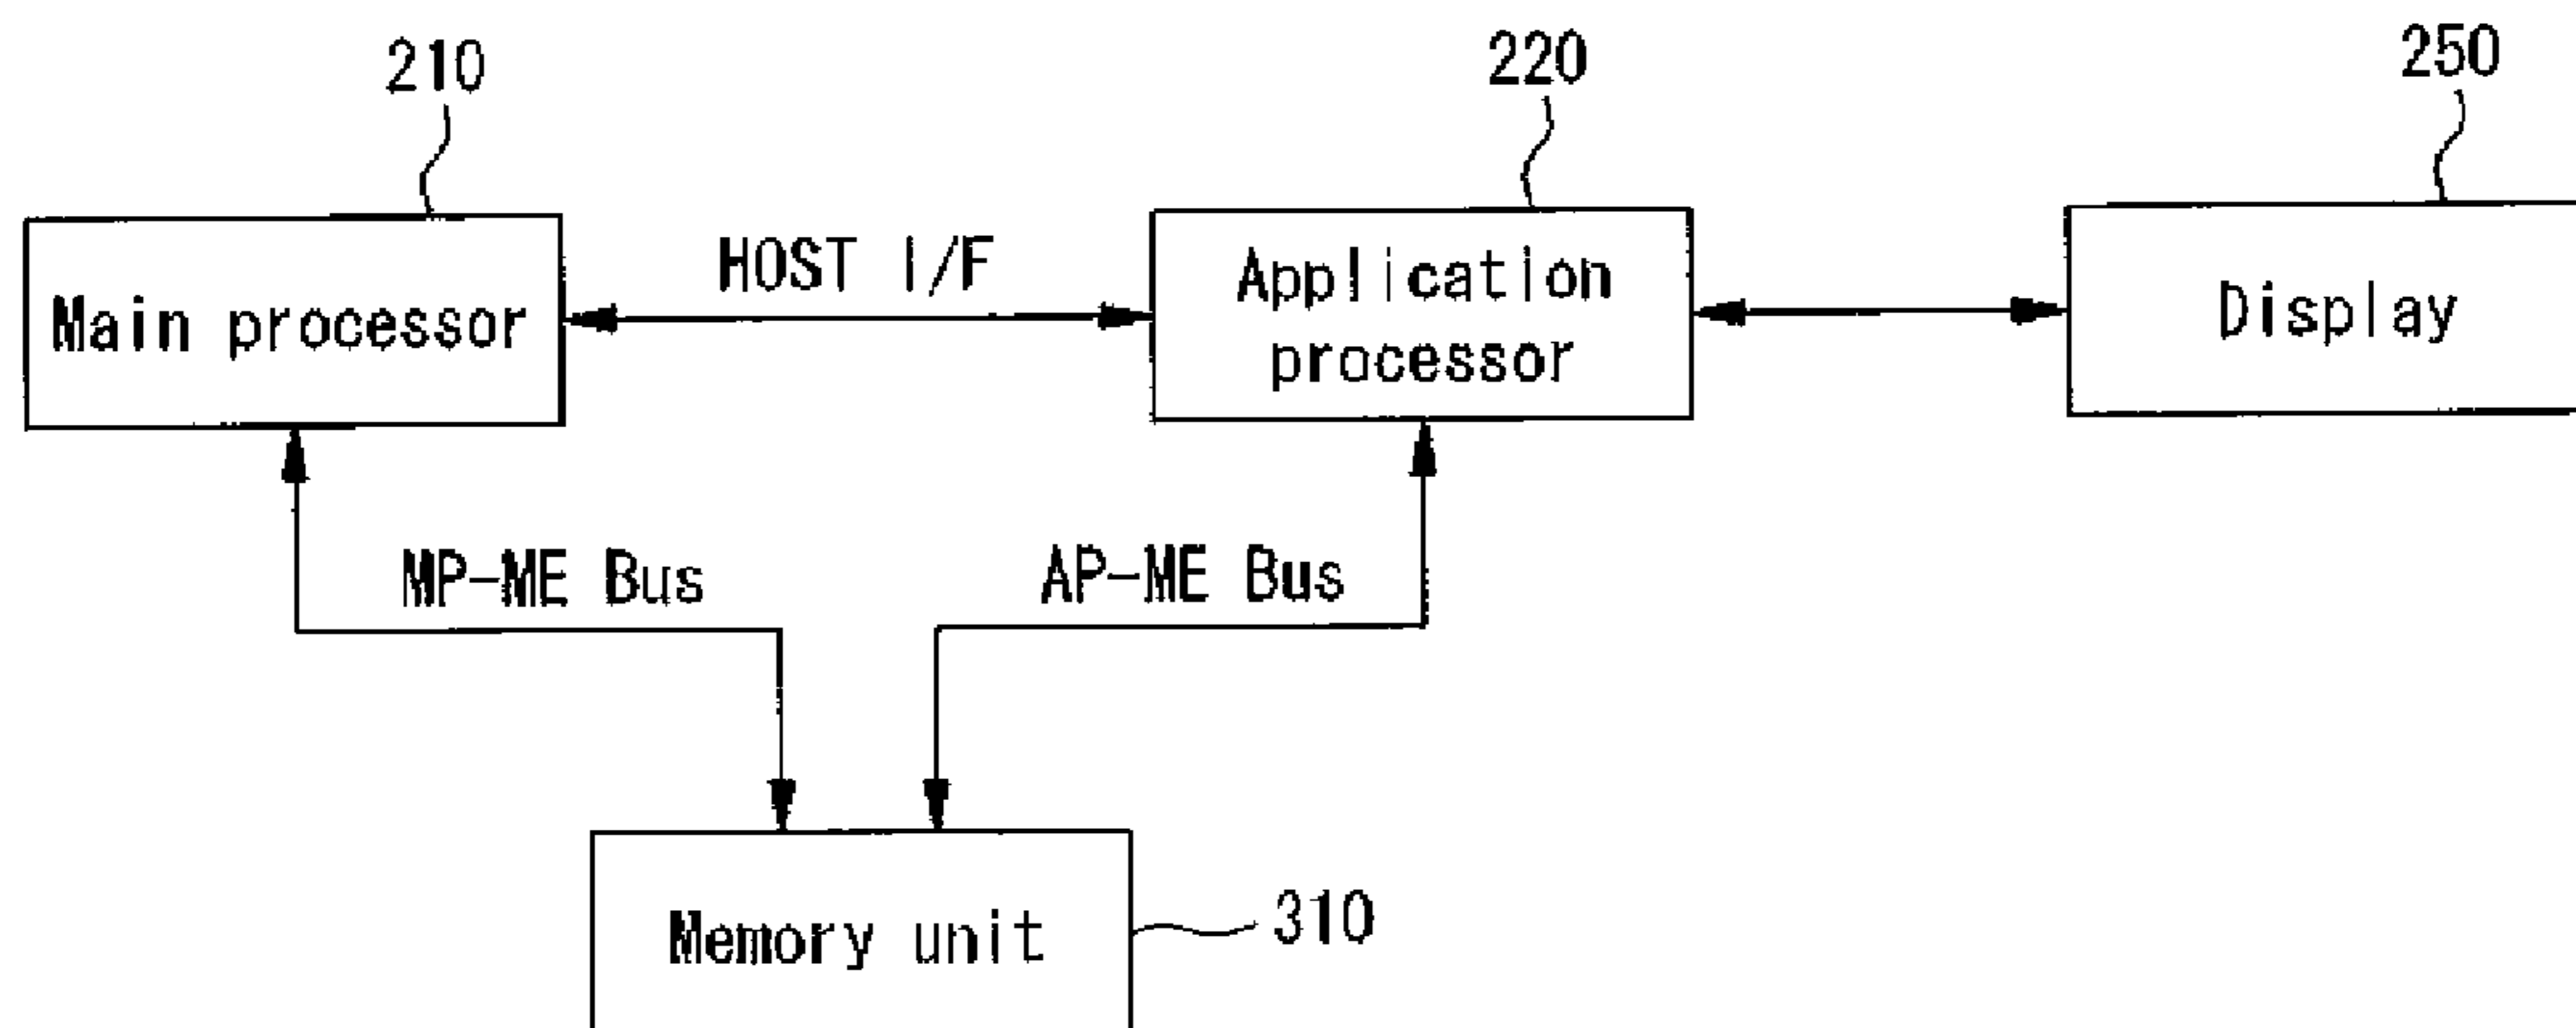 210
220
250
Main processor
HOST I/F
Application
processor
Display
MP-ME Bus
AP-ME Bus
Memory unit
310